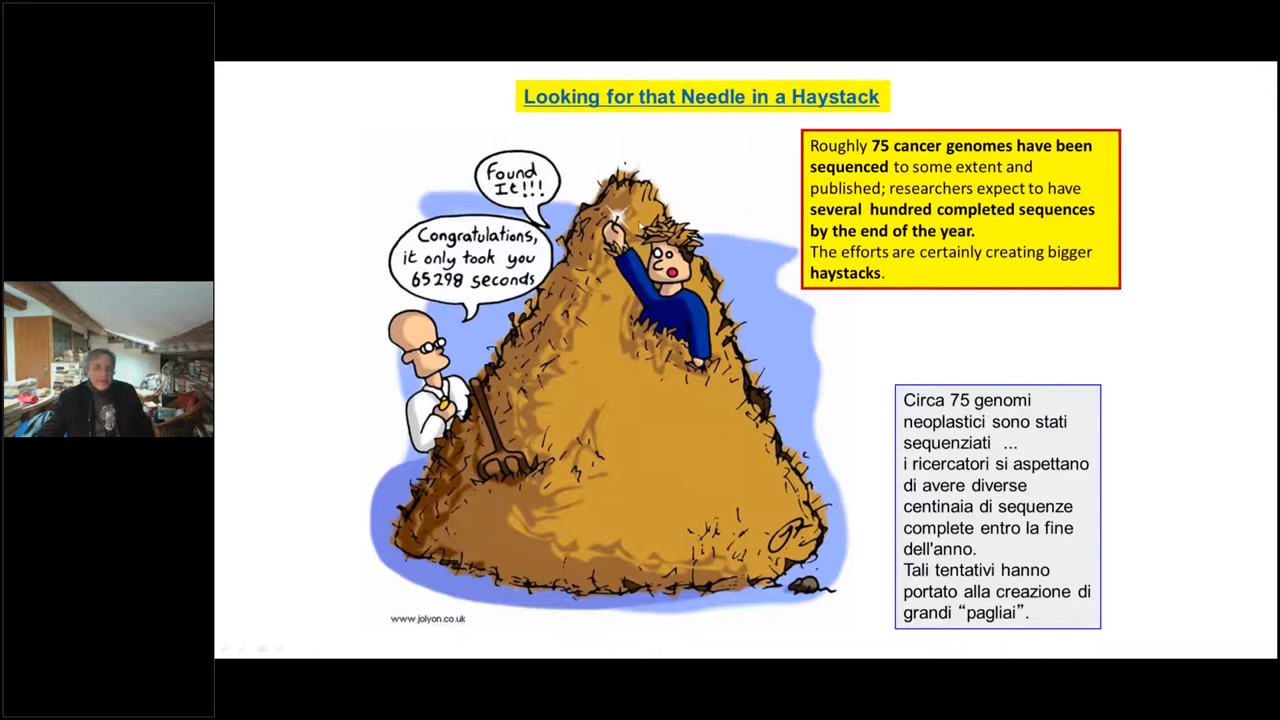 Looking for that Needle in a Haystack
Found
It!!!
Congratulations,
it only took you
65298 seconds
www.jolyon.co.uk
Roughly 75 cancer genomes have been
sequenced to some extent and
published; researchers expect to have
several hundred completed sequences
by the end of the year.
The efforts are certainly creating bigger
haystacks.
Circa 75 genomi
neoplastici sono stati
sequenziati ...
i ricercatori si aspettano
di avere diverse
centinaia di sequenze
complete entro la fine
dell'anno.
Tali tentativi hanno
portato alla creazione di
grandi “pagliai”.